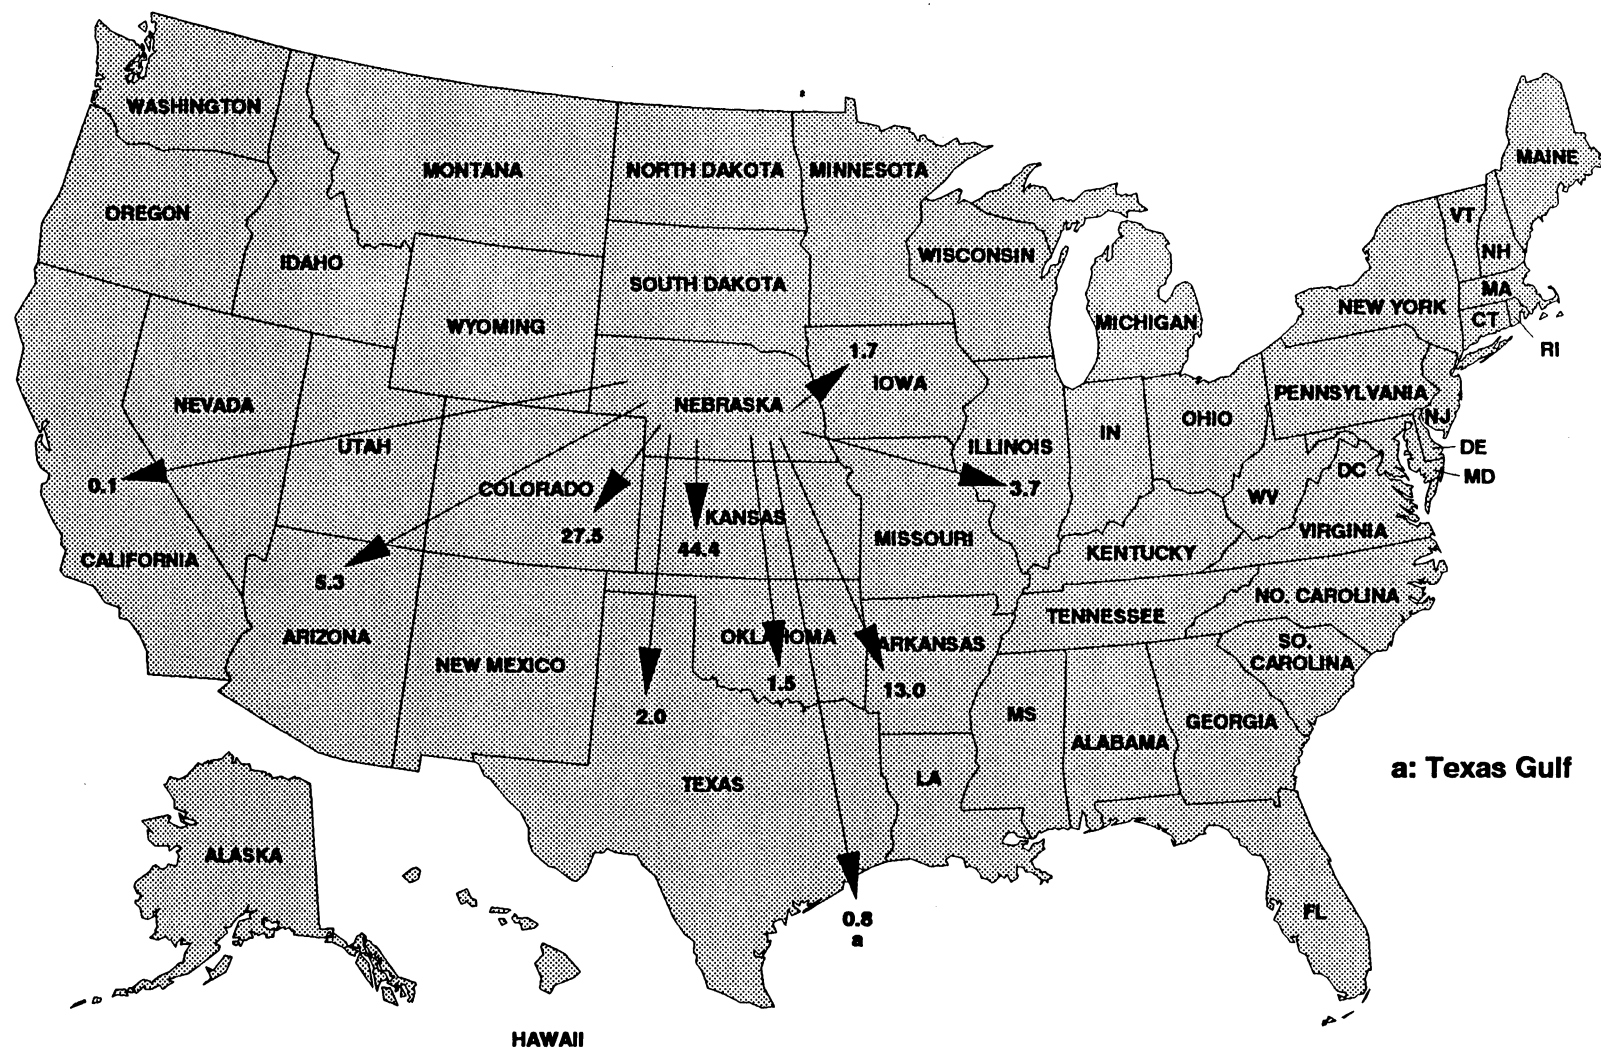 WASHINGTON
MONTANA
NORTH DAKOTA
MINNESOTA
MAINE
OREGON
VT
IDAHO
WISCONSIN
NH
SOUTH DAKOTA
MA
NEW YORK
WYOMING
MICHIGAN
CT
RI
1.7
IOWA
NEVADA
NEBRASKA
PENNSYLVANIA
OHIO
NJ
UTAH
ILLINOIS
IN
DE
DC
MD
0.1
COLORADO
3.7
WV
KANSAS
27.5
44.4
MISSOURI
VIRGINIA
CALIFORNIA
KENTUCKY
5.3
NO. CAROLINA
TENNESSEE
ARIZONA
OKLAHOMA
ARKANSAS
SO.
CAROLINA
NEW MEXICO
1.5
13.0
2.0
MS
GEORGIA
ALABAMA
a: Texas Gulf
TEXAS
LA
ALASKA
FL
0.8
a
HAWAII